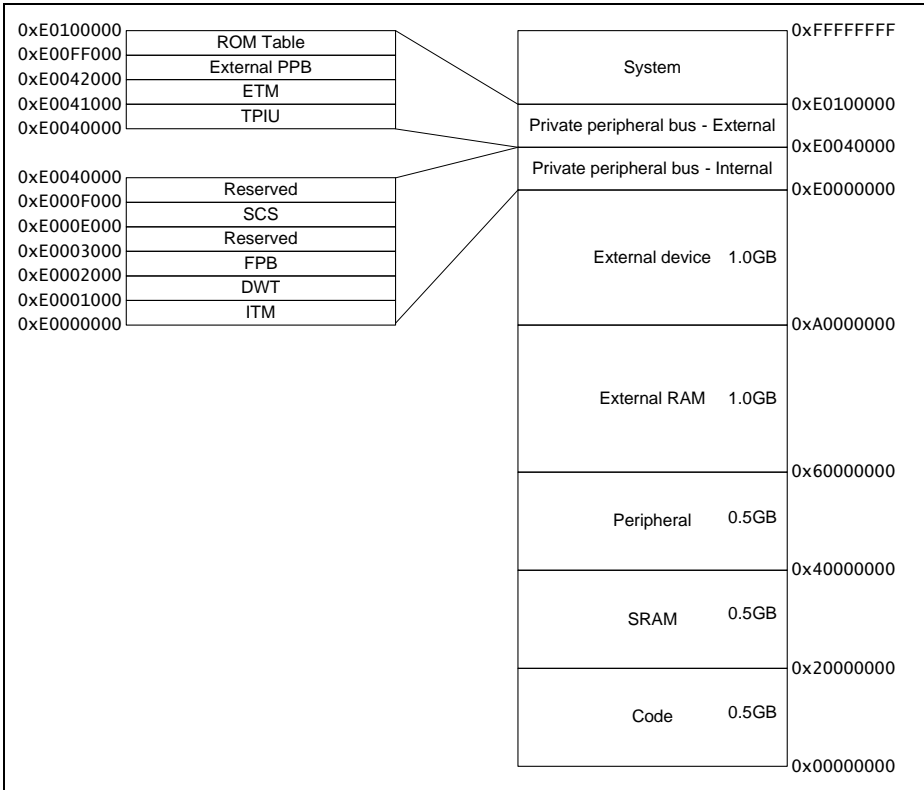 0xE0100000
ROM Table
0xE00FF000
External PPB
0xE0042000
ETM
0xE0041000
TPIU
0xE0040000
0xE0040000
Reserved
0xE000F000
SCS
0xE000E000
Reserved
0xE0003000
FPB
0xE0002000
DWT
0xE0001000
ITM
0xE0000000
0xFFFFFFFF
System
0xE0100000
Private peripheral bus - External
0xE0040000
Private peripheral bus - Internal
0xE0000000
External device 1.0GB
0xA0000000
External RAM 1.0GB
0x60000000
Peripheral 0.5GB
0x40000000
SRAM 0.5GB
0x20000000
Code 0.5GB
0x00000000